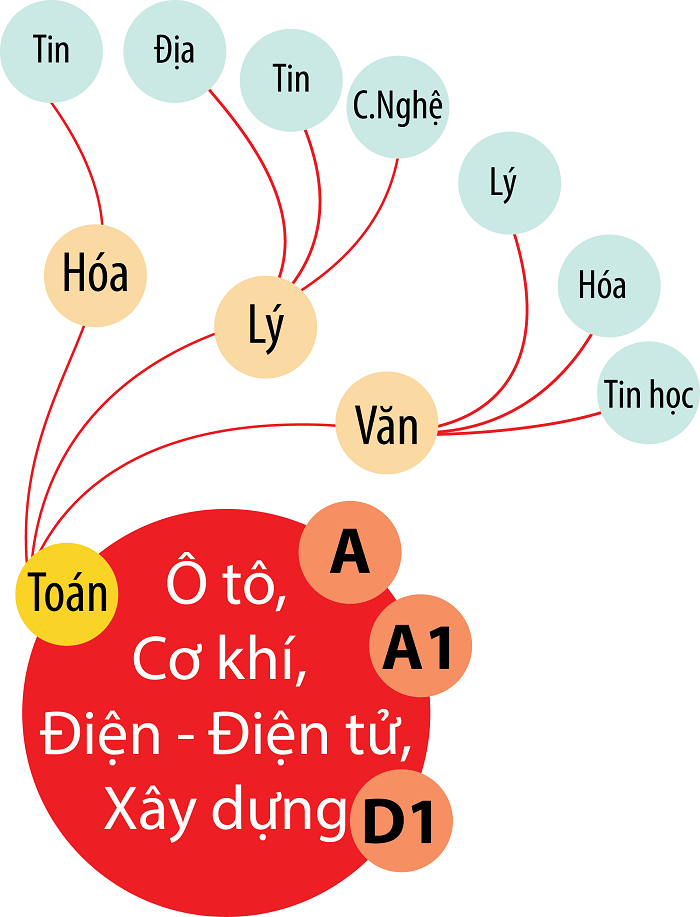 Tin
Địa
Tin
C.Nghệ
Lý
Hóa
Hóa
Lý
Tin học
Văn
Toán
A
Ô tô,
A1
Cơ khí,
Điện - Điện tử,
Xây dựng
D1